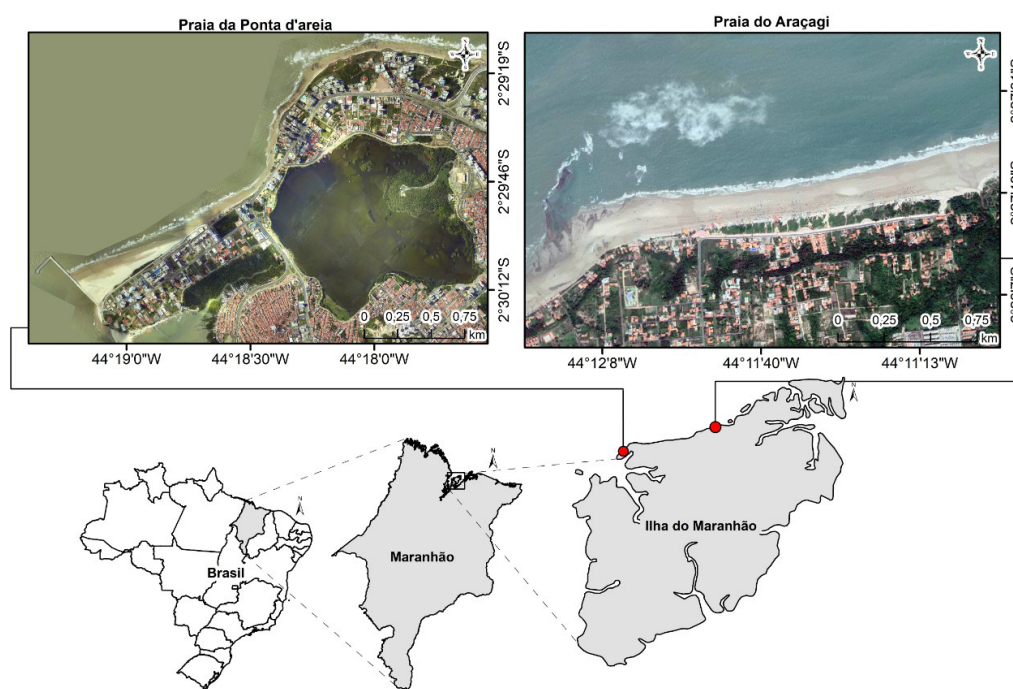 Praia da Ponta d'areia
Praia do Araçagi
2°29'19"S
2°29'46"S
2°30'12"S
0 0,25 0,5 0,75
km
0 0,25 0,5 0,75
km
44°19'0"W
44°18'30"W
44°18'0"W
44°12'8"W
44°11'40"W
44°11'13"W
N
N
N
Ilha do Maranhão
Maranhão
Brasil